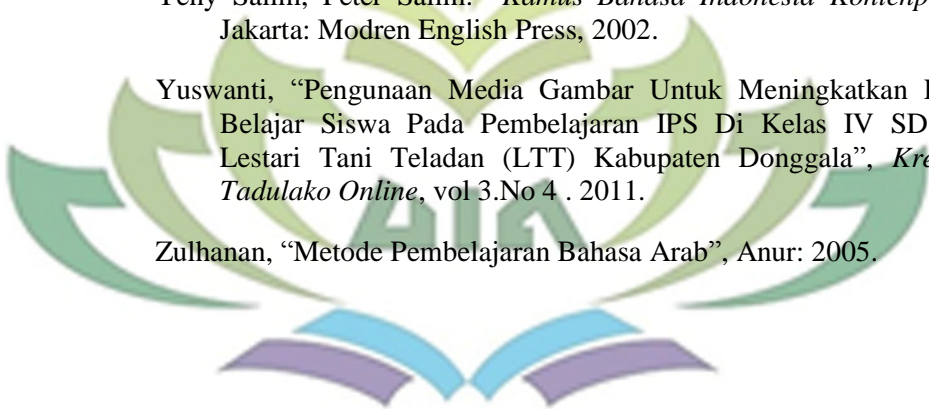 Jakarta: Modren English Press, 2002.
Yuswanti, “Pengunaan Media Gambar Untuk Meningkatkan
Belajar Siswa Pada Pembelajaran IPS Di Kelas IV SD
Lestari Tani Teladan (LTT) Kabupaten Donggala”,
Tadulako Online, vol 3.No 4 . 2011.
Zulhanan, “Metode Pembelajaran Bahasa Arab”, Anur: 2005.